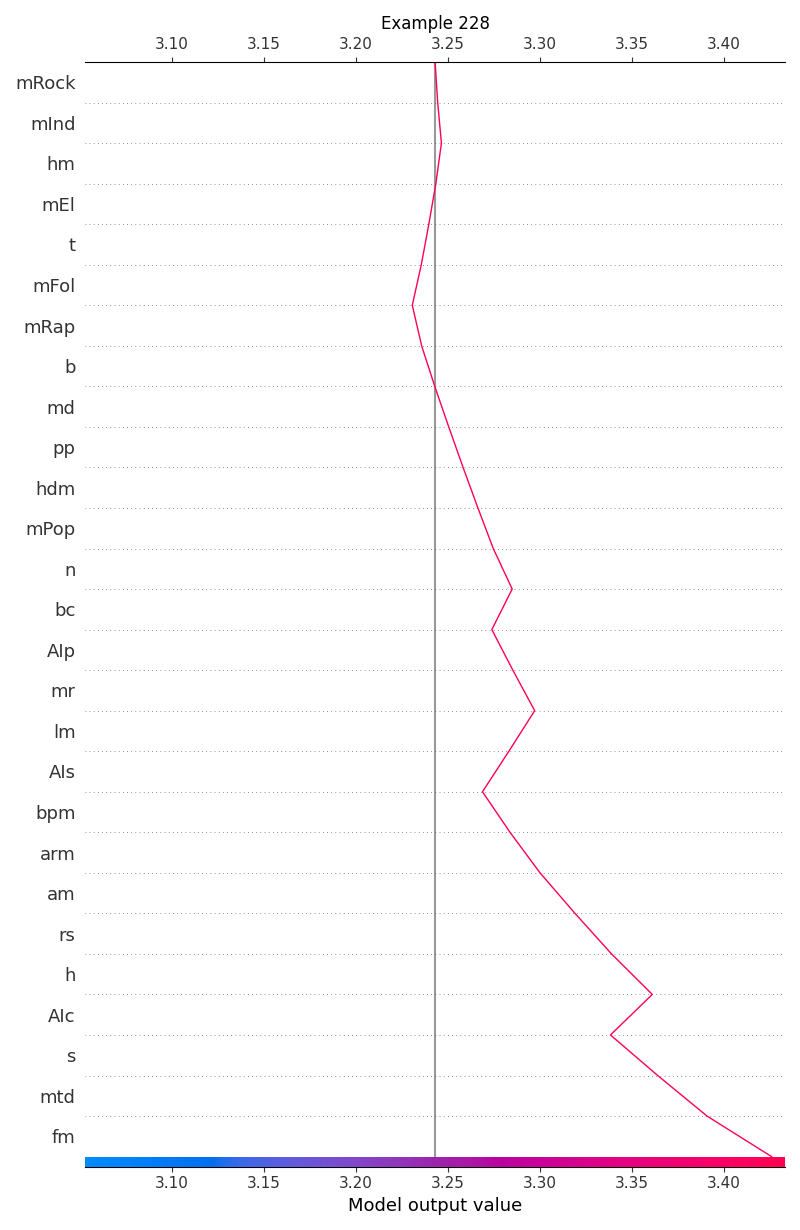 Example 228
3.10 3.15 3.20 3.25 3.30 3.35 3.40
mRock
mInd
hm
mEl
t
mFol
mRap
b
md
pp
hdm
mPop
n
bc
AIp
mr
lm
AIs
bpm
arm
am
rs
h
AIc
s
mtd
fm
3.10 3.15 3.20 3.25 3.30 3.35 3.40
Model output value